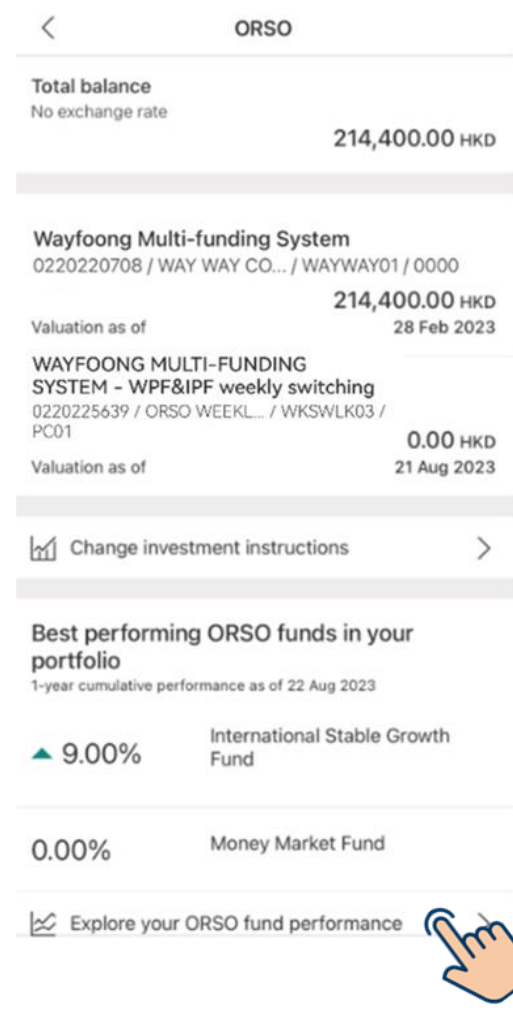 ORSO
Total balance
No exchange rate
214,400.00 HKD
Wayfoong Multi-funding System
0220220708 / WAY WAY CO... / WAYWAY01 / 0000
214,400.00 HKD
Valuation as of
28 Feb 2023
WAYFOONG MULTI-FUNDING
SYSTEM - WPF&IPF weekly switching
0220225639 / ORSO WEEKL... / WKSWLK03 /
PC01
0.00 HKD
Valuation as of
21 Aug 2023
Change investment instructions
Best performing ORSO funds in your
portfolio
1-year cumulative performance as of 22 Aug 2023
9.00%
International Stable Growth
Fund
0.00%
Money Market Fund
Explore your ORSO fund performance